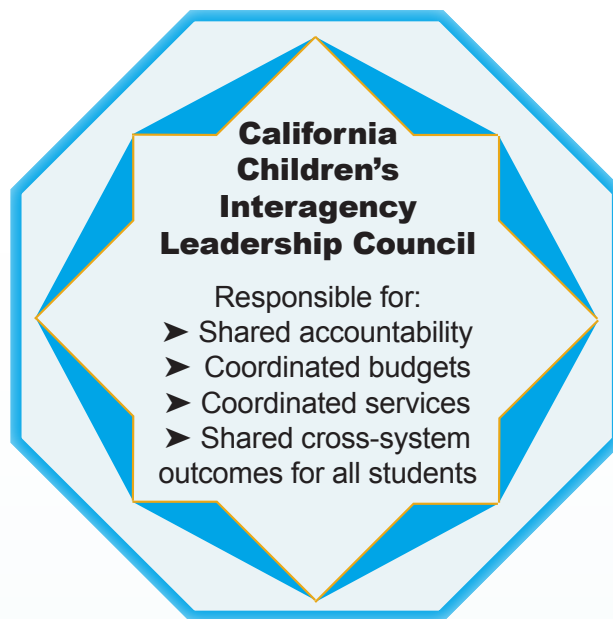 California
Children’s
Interagency
Leadership Council
Responsible for:
➤ Shared accountability
➤ Coordinated budgets
➤ Coordinated services
➤ Shared cross-system
outcomes for all students